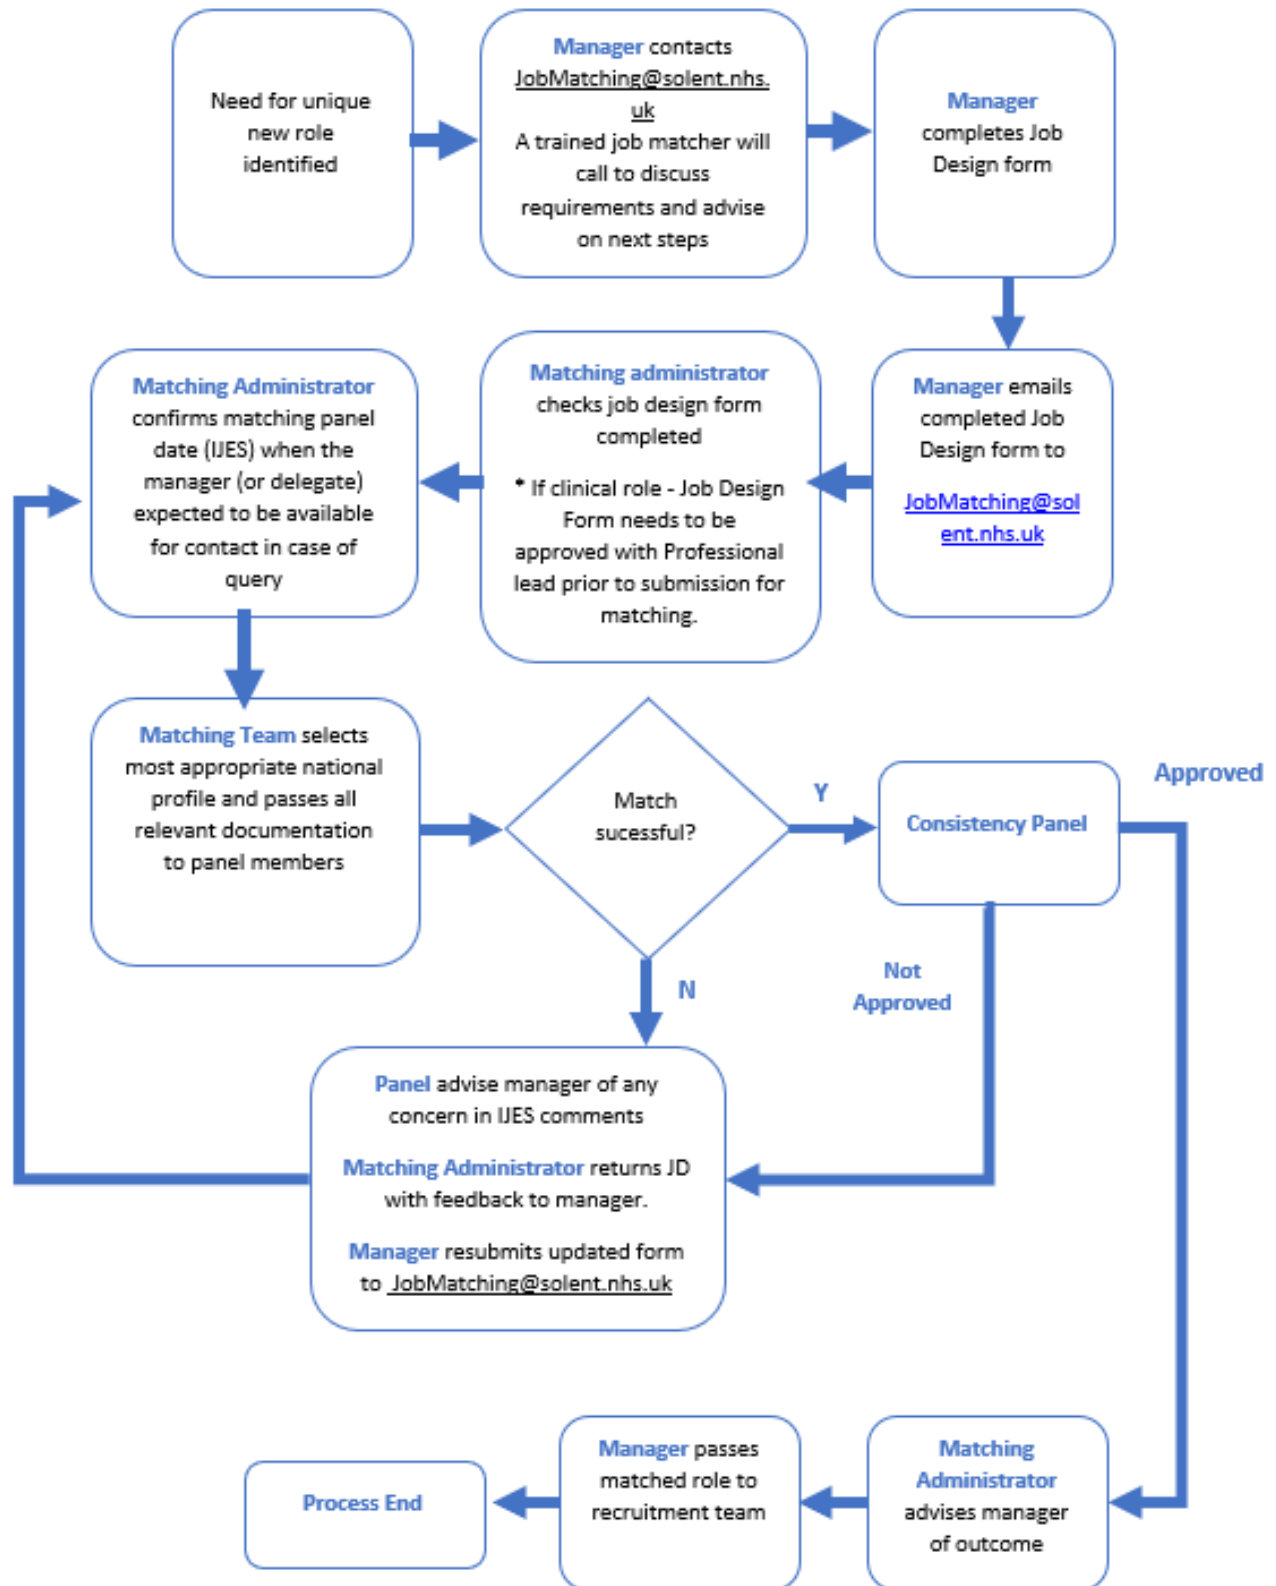 Need for unique
new role
identified
Manager contacts
JobMatching@solent.nhs.
uk
A trained job matcher will
call to discuss
requirements and advise
on next steps
Manager
completes Job
Design form
Manager emails
completed Job
Design form to
JobMatching@sol
ent.nhs.uk
Matching administrator
checks job design form
completed
* If clinical role - Job Design
Form needs to be
approved with Professional
lead prior to submission for
matching.
Matching Administrator
confirms matching panel
date (IJES) when the
manager (or delegate)
expected to be available
for contact in case of
query
Matching Team selects
most appropriate national
profile and passes all
relevant documentation
to panel members
Match
sucessful?
Y
Consistency Panel
Approved
Not
Approved
N
Panel advise manager of any
concern in IJES comments
Matching Administrator returns JD
with feedback to manager.
Manager resubmits updated form
to JobMatching@solent.nhs.uk
Matching
Administrator
advises manager
of outcome
Manager passes
matched role to
recruitment team
Process End